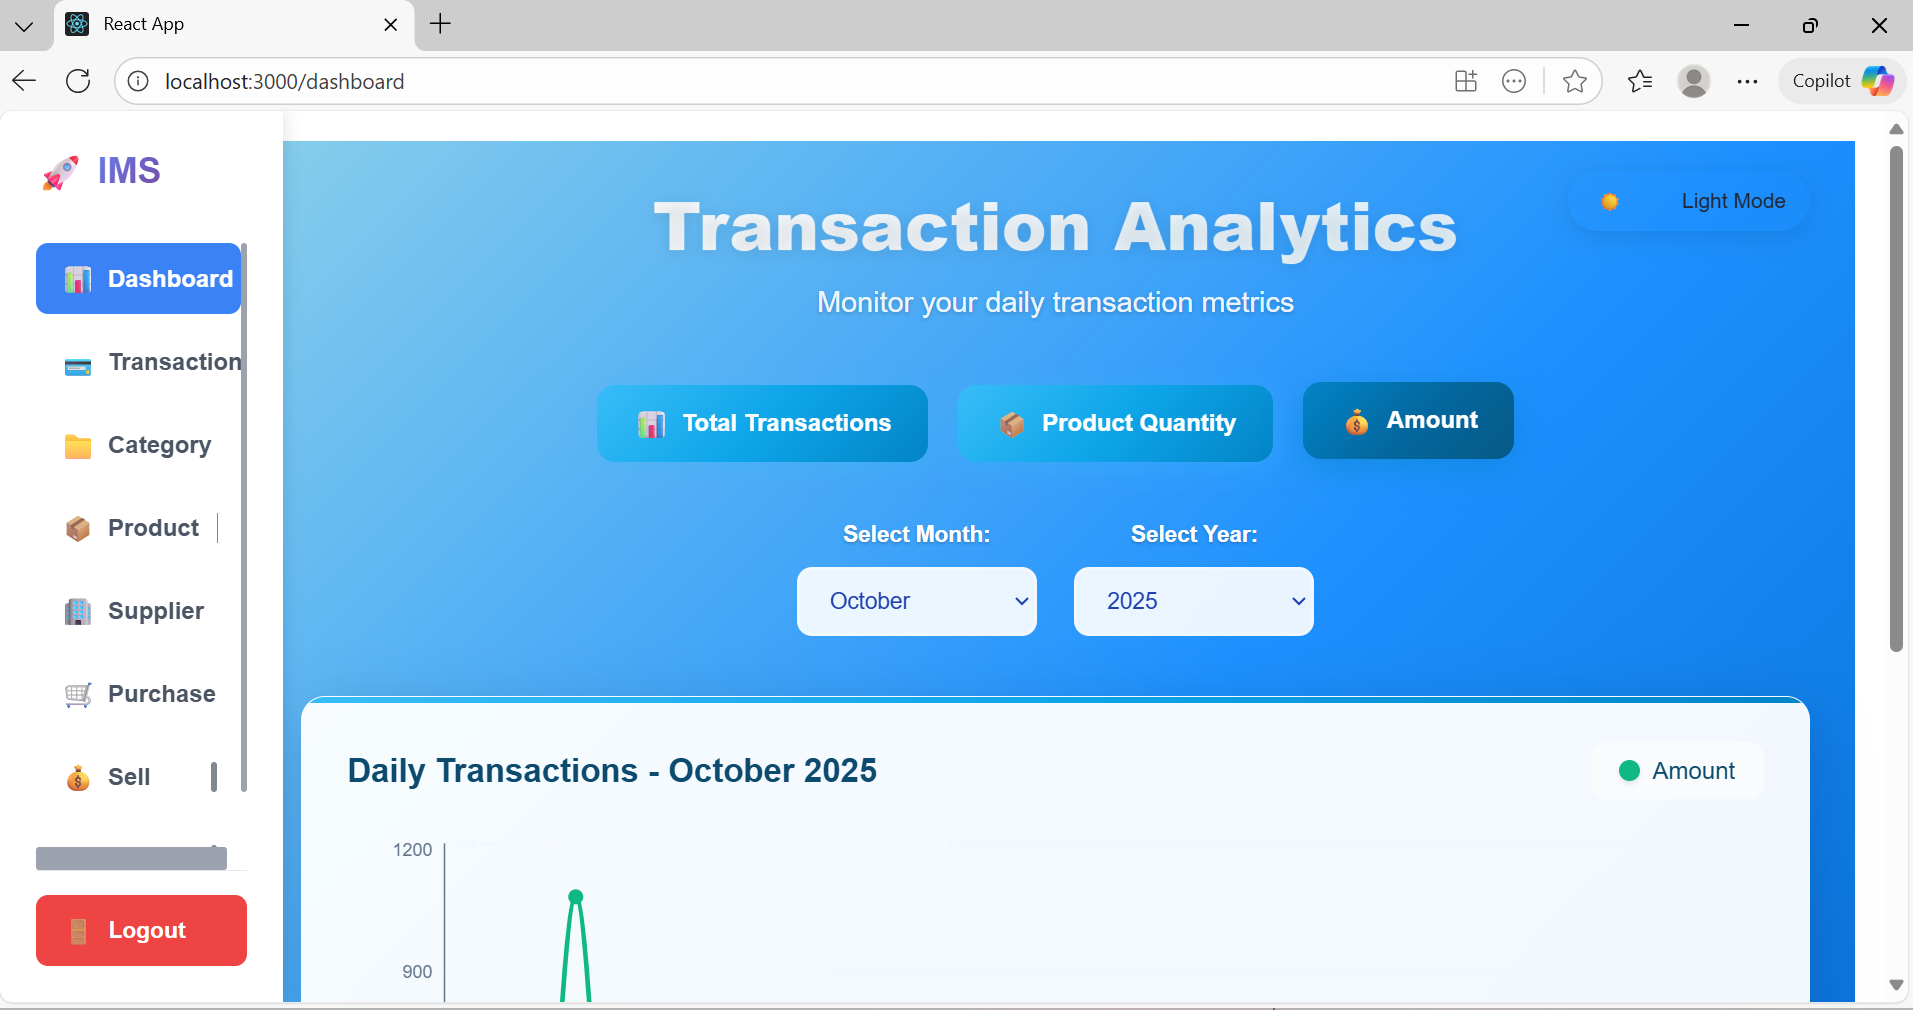 React App
localhost:3000/dashboard
Copilot
IMS
Dashboard
Transaction
Category
Product
Supplier
Purchase
Sell
Logout
Light Mode
Transaction Analytics
Monitor your daily transaction metrics
Total Transactions
Product Quantity
Amount
Select Month:
Select Year:
October
2025
Daily Transactions - October 2025
Amount
1200
900